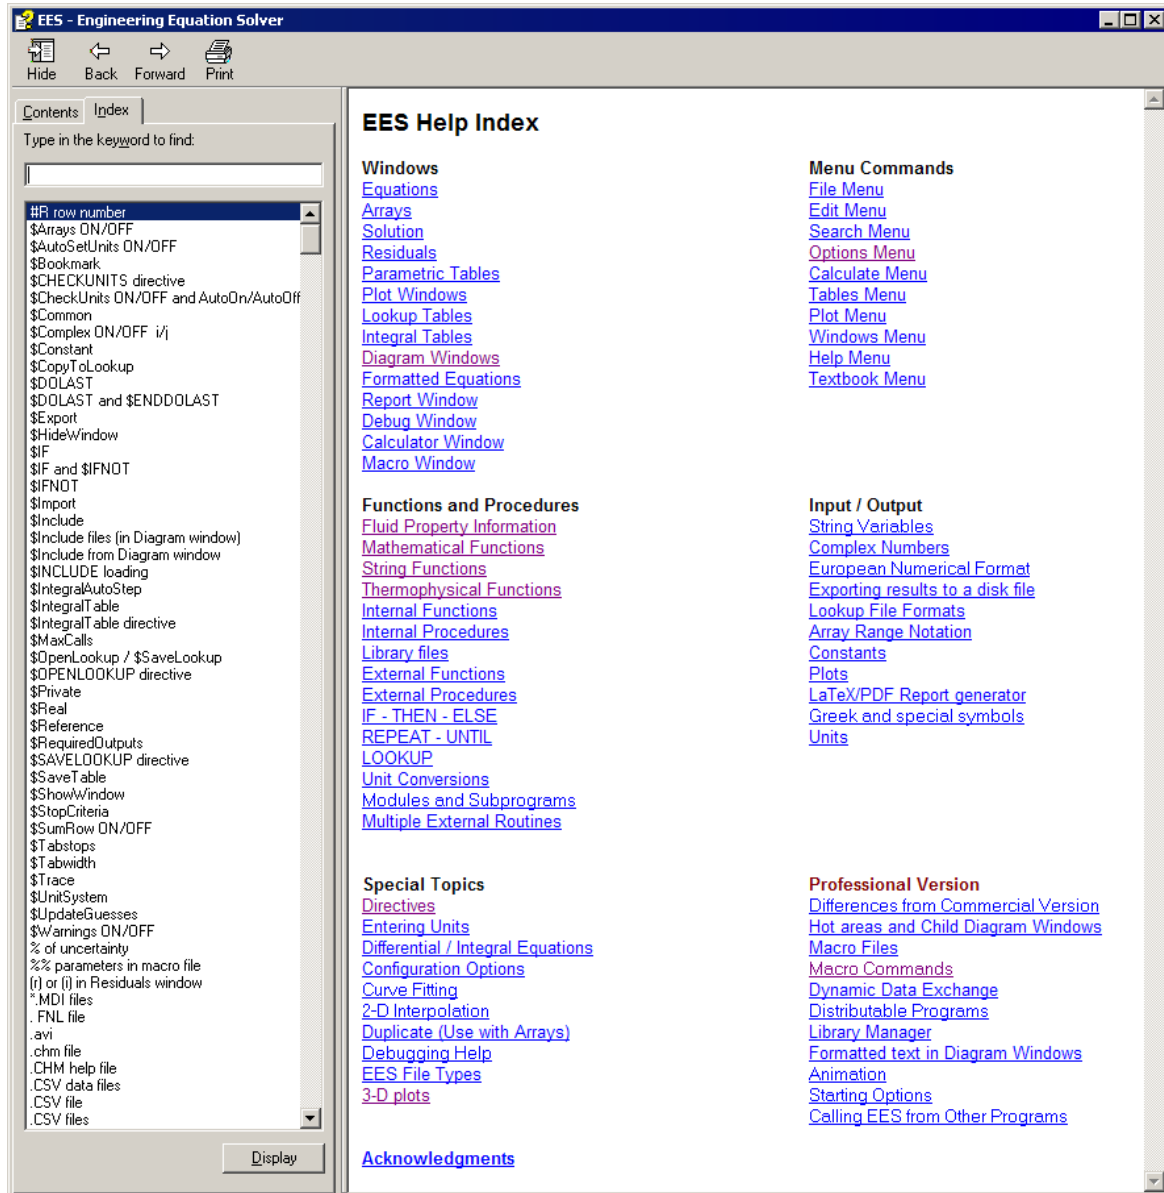 EES - Engineering Equation Solver
Hide Back Forward Print
Contents Index
Type in the keyword to find:
#R row number
$Arrays ON/OFF
$AutoSetUnits ON/OFF
$Bookmark
$CHECKUNITS directive
$CheckUnits ON/OFF and AutoOn/AutoOff
$Common
$Complex ON/OFF i/j
$Constant
$CopyToLookup
$DOLAST
$DOLAST and $ENDDOLAST
$Export
$HideWindow
$IF
$IF and $IFNOT
$IFNOT
$Import
$Include
$Include files (in Diagram window)
$Include from Diagram window
$INCLUDE loading
$IntegralAutoStep
$IntegralTable
$IntegralTable directive
$MaxCalls
$OpenLookup / $SaveLookup
$OPENLOOKUP directive
$Private
$Real
$Reference
$RequiredOutputs
$SAVELOOKUP directive
$SaveTable
$ShowWindow
$StopCriteria
$SumRow ON/OFF
$Tabstops
$Tabwidth
$Trace
$UnitSystem
$UpdateGuesses
$Warnings ON/OFF
% of uncertainty
%% parameters in macro file
(r) or (i) in Residuals window
*.MDI files
. FNL file
.avi
.chm file
.CHM help file
.CSV data files
.CSV file
.CSV files
Display
EES Help Index
Windows
Equations
Arrays
Solution
Residuals
Parametric Tables
Plot Windows
Lookup Tables
Integral Tables
Diagram Windows
Formatted Equations
Report Window
Debug Window
Calculator Window
Macro Window
Menu Commands
File Menu
Edit Menu
Search Menu
Options Menu
Calculate Menu
Tables Menu
Plot Menu
Windows Menu
Help Menu
Textbook Menu
Functions and Procedures
Fluid Property Information
Mathematical Functions
String Functions
Thermophysical Functions
Internal Functions
Internal Procedures
Library files
External Functions
External Procedures
IF - THEN - ELSE
REPEAT - UNTIL
LOOKUP
Unit Conversions
Modules and Subprograms
Multiple External Routines
Input / Output
String Variables
Complex Numbers
European Numerical Format
Exporting results to a disk file
Lookup File Formats
Array Range Notation
Constants
Plots
LaTeX/PDF Report generator
Greek and special symbols
Units
Special Topics
Directives
Entering Units
Differential / Integral Equations
Configuration Options
Curve Fitting
2-D Interpolation
Duplicate (Use with Arrays)
Debugging Help
EES File Types
3-D plots
Professional Version
Differences from Commercial Version
Hot areas and Child Diagram Windows
Macro Files
Macro Commands
Dynamic Data Exchange
Distributable Programs
Library Manager
Formatted text in Diagram Windows
Animation
Starting Options
Calling EES from Other Programs
Acknowledgments